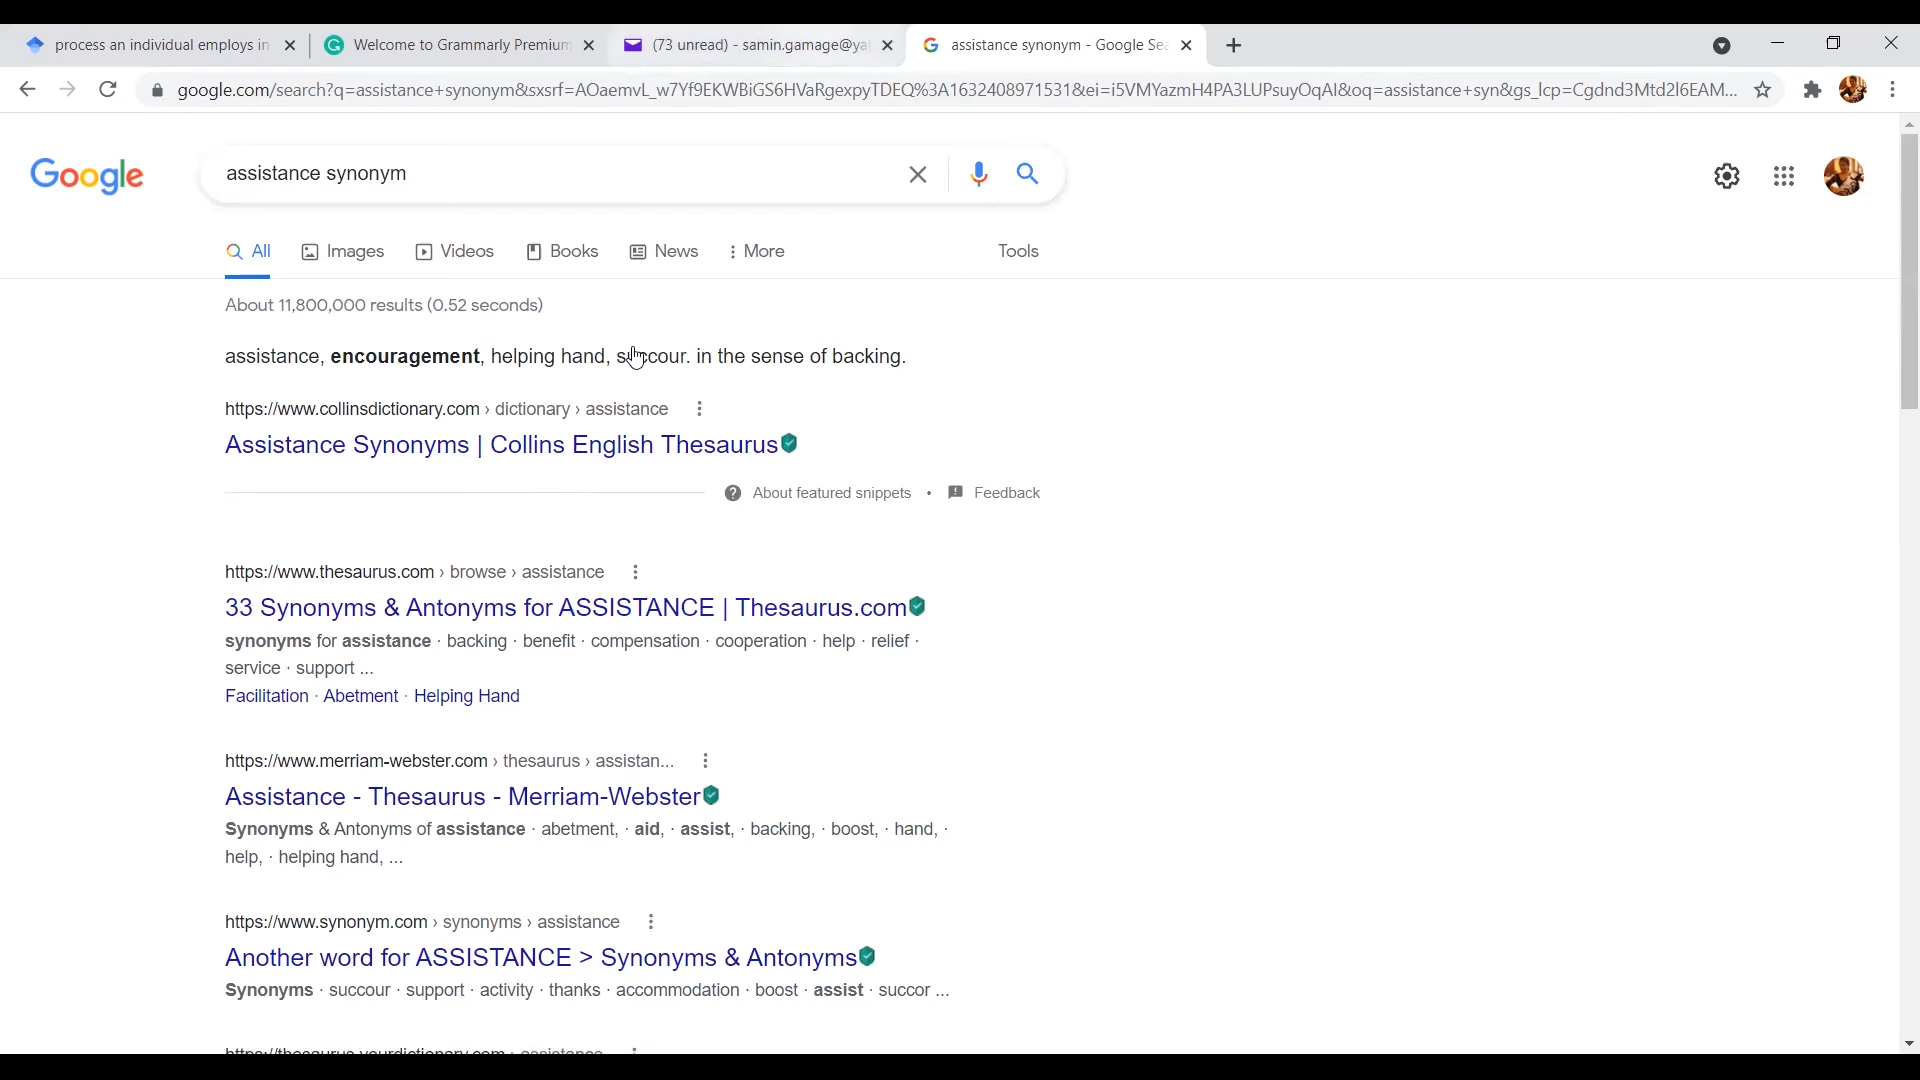 process an individual employs in
Welcome to Grammarly Premium
(73 unread) - samin.gamage@ya
assistance synonym - Google Sea
google.com/search?q=assistance+synonym&sxsrf=AOaemvL_w7Yf9EKWBiGS6HVaRgexpyTDEQ%3A1632408971531&ei=i5VMYazmH4PA3LUPsuyOqAI&oq=assistance+syn&gs_lcp=Cgdnd3Mtd2l6EAM...
Google
assistance synonym
All Images Videos Books News More Tools
About 11,800,000 results (0.52 seconds)
assistance, encouragement, helping hand, succour. in the sense of backing.
https://www.collinsdictionary.com › dictionary › assistance
Assistance Synonyms | Collins English Thesaurus
About featured snippets • Feedback
https://www.thesaurus.com › browse › assistance
33 Synonyms & Antonyms for ASSISTANCE | Thesaurus.com
synonyms for assistance · backing · benefit · compensation · cooperation · help · relief ·
service · support ...
Facilitation · Abetment · Helping Hand
https://www.merriam-webster.com › thesaurus › assistan...
Assistance - Thesaurus - Merriam-Webster
Synonyms & Antonyms of assistance · abetment, · aid, · assist, · backing, · boost, · hand, ·
help, · helping hand, ...
https://www.synonym.com › synonyms › assistance
Another word for ASSISTANCE > Synonyms & Antonyms
Synonyms · succour · support · activity · thanks · accommodation · boost · assist · succor ...
https://thesaurus.yourdictionary.com › assistance